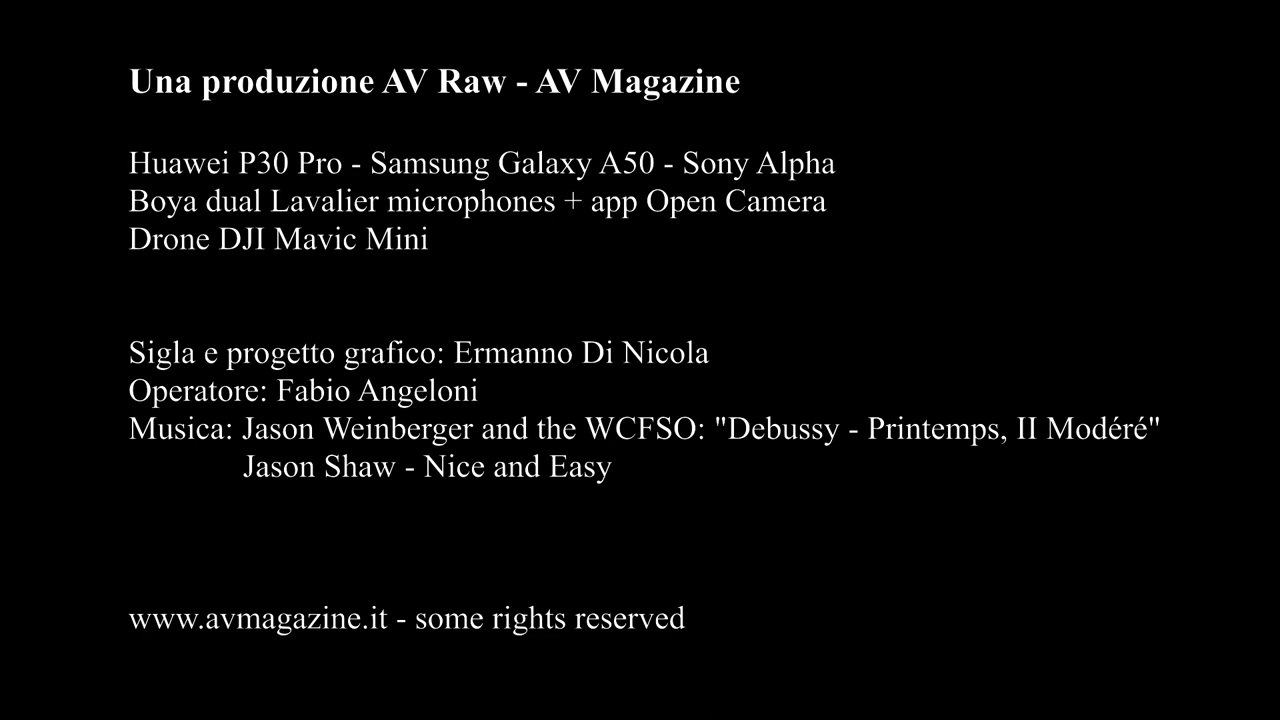 Una produzione AV Raw - AV Magazine
Huawei P30 Pro - Samsung Galaxy A50 - Sony Alpha
Boya dual Lavalier microphones + app Open Camera
Drone DJI Mavic Mini
Sigla e progetto grafico: Ermanno Di Nicola
Operatore: Fabio Angeloni
Musica: Jason Weinberger and the WCFSO: "Debussy - Printemps, II Modéré"
Jason Shaw - Nice and Easy
www.avmagazine.it - some rights reserved